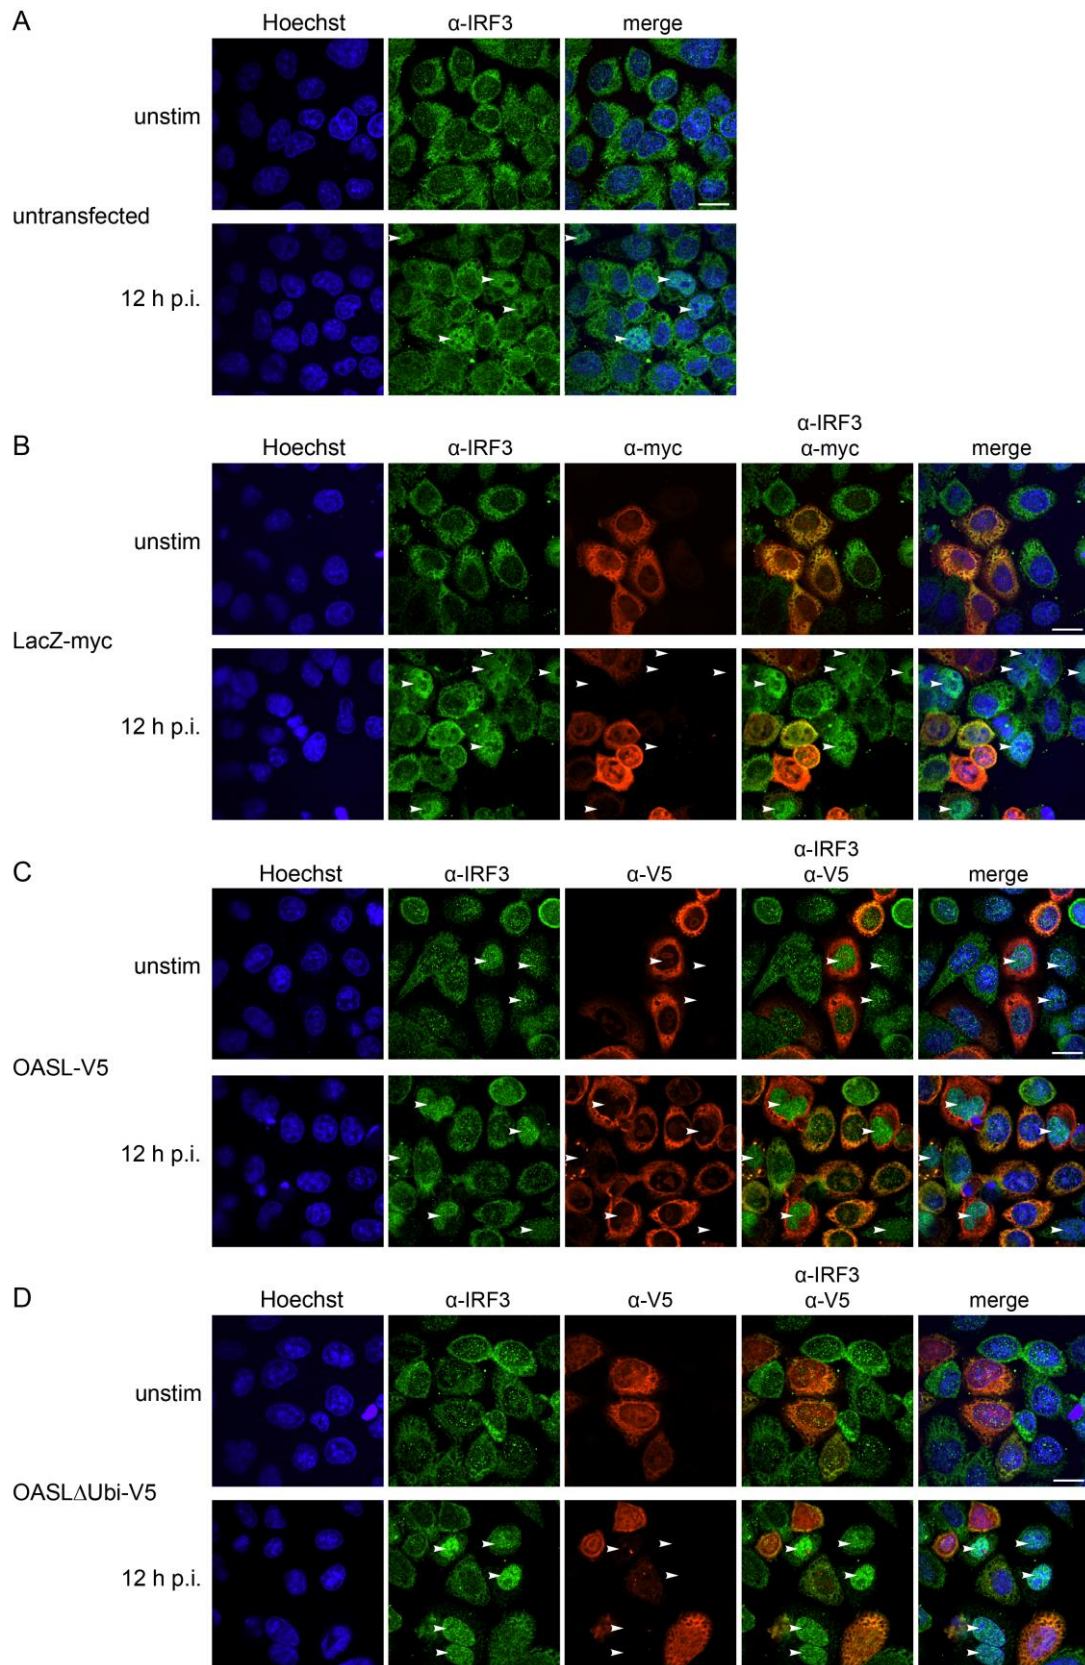 A
Hoechst α-IRF3 merge
unstim
untransfected
12 h p.i.
α-IRF3
B Hoechst α-IRF3 α-myc α-myc merge
unstim
LacZ-myc
12 h p.i.
α-IRF3
C Hoechst α-IRF3 α-V5 α-V5 merge
unstim
OASL-V5
12 h p.i.
α-IRF3
D Hoechst α-IRF3 α-V5 α-V5 merge
unstim
OASLΔUbi-V5
12 h p.i.